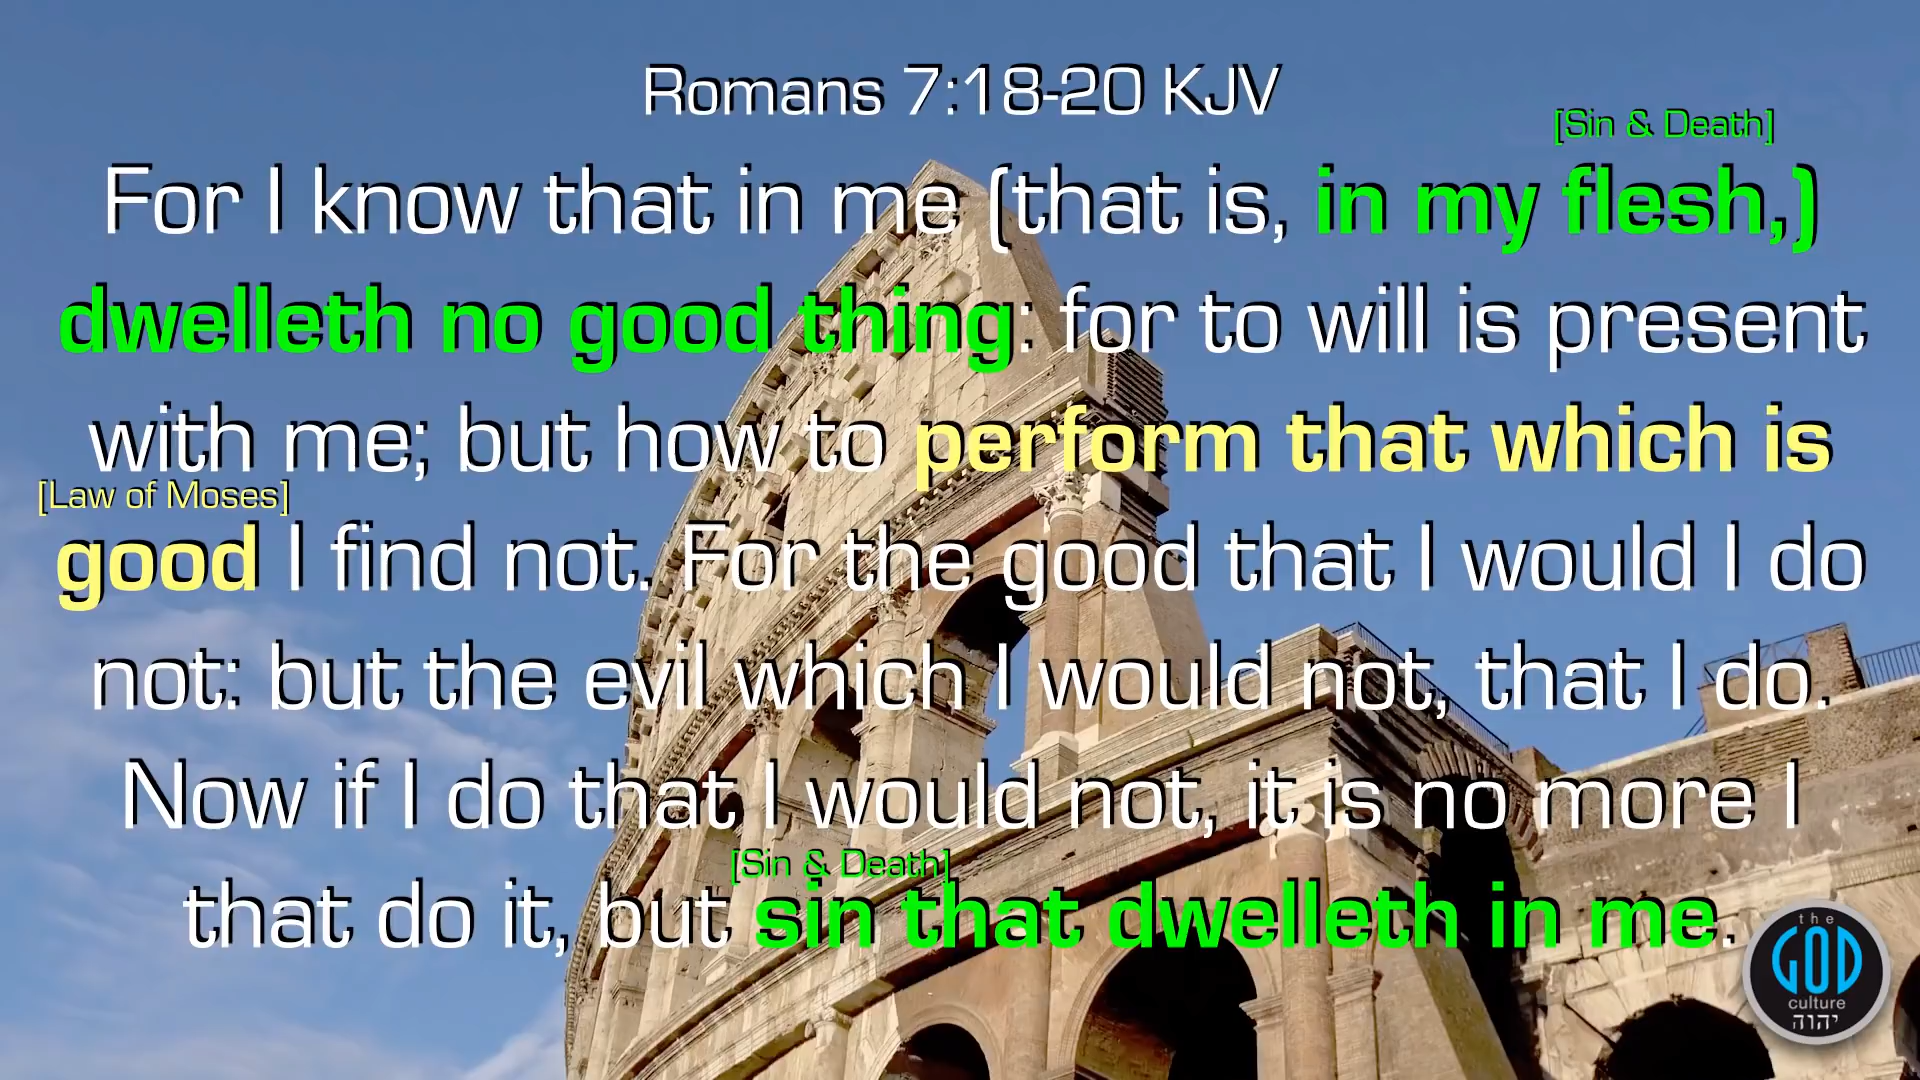 Romans 7:18-20 KJV
[Sin & Death]
For I know that in me (that is, in my flesh,)
dwelleth no good thing: for to will is present
with me; but how to perform that which is
[Law of Moses]
good I find not. For the good that I would I do
not: but the evil which I would not, that I do.
Now if I do that I would not, it is no more I
[Sin & Death]
that do it, but sin that dwelleth in me.
the
GOD
culture
יהוה